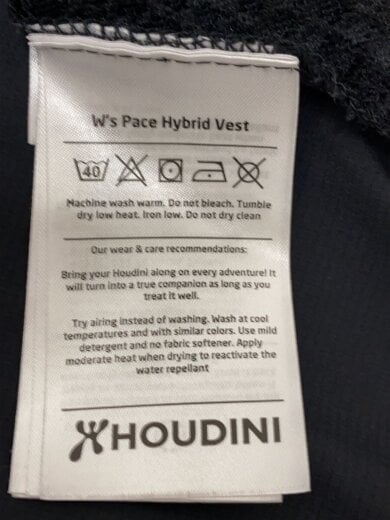 W's Pace Hybrid Vest
40
Machine wash warm. Do not bleach. Tumble
dry low heat. Iron low. Do not dry clean
Our wear & care recommendations:
Bring your Houdini along on every adventure! It
will turn into a true companion as long as you
treat it well.
Try airing instead of washing. Wash at cool
temperatures and with similar colors. Use mild
detergent and no fabric softener. Apply
moderate heat when drying to reactivate the
water repellant
HOUDINI